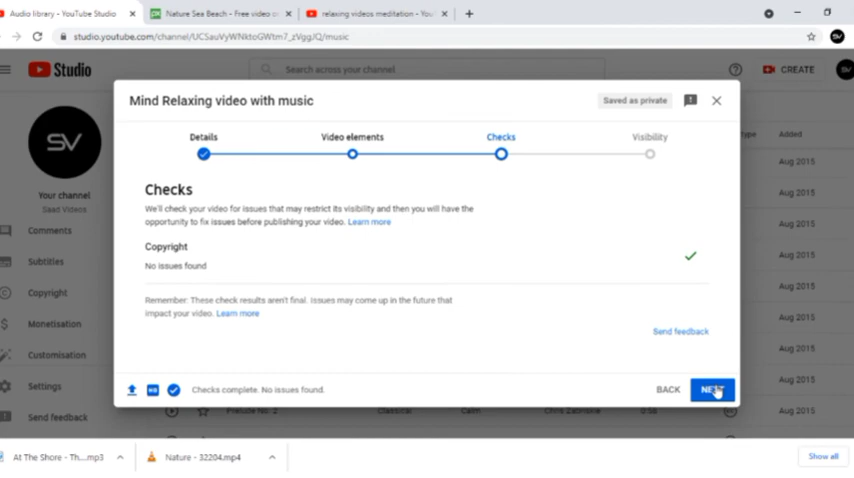 Audio library - YouTube Studio
Nature Sea Beach - Free video o
relaxing videos meditation - You
studio.youtube.com/channel/UCSauVyWNktoGWtm7_zVggJQ/music
Studio
Search across your channel
CREATE
SV
Mind Relaxing video with music
Saved as private
Details
Video elements
Checks
Visibility
Type
Added
SV
Your channel
Saad Videos
Comments
Subtitles
Copyright
Monetisation
Customisation
Settings
Send feedback
Checks
We'll check your video for issues that may restrict its visibility and then you will have the
opportunity to fix issues before publishing your video. Learn more
Copyright
No issues found
Remember: These check results aren't final. Issues may come up in the future that
impact your video. Learn more
Send feedback
HD
Checks complete. No issues found.
BACK
Aug 2015
Aug 2015
Aug 2015
Aug 2015
Aug 2015
Aug 2015
Aug 2015
Aug 2015
Prelude No. 2
Classical
Calm
Chris Zabriskie
0:58
Aug 2015
At The Shore - Th....mp3
Nature - 32204.mp4
Show all